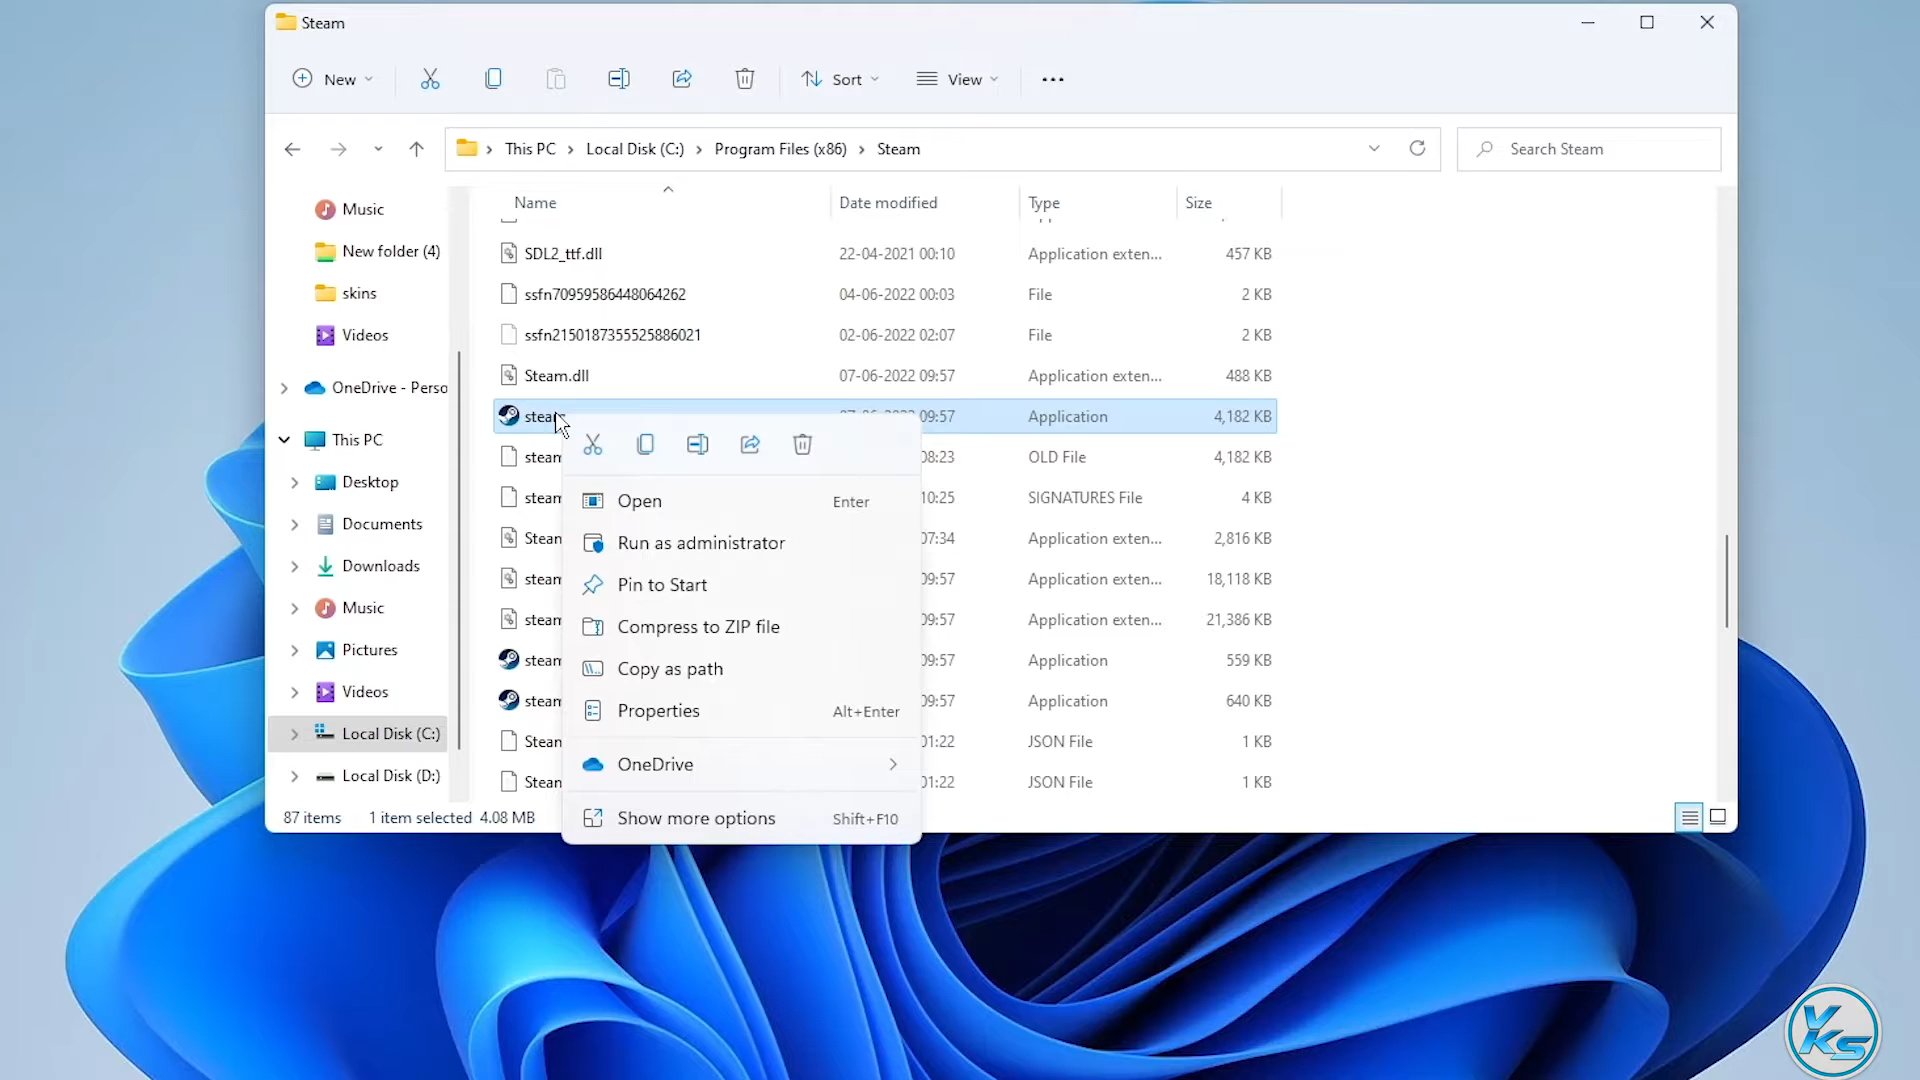 Steam
New
Sort
View
This PC > Local Disk (C:) > Program Files (x86) > Steam
Search Steam
Music
New folder (4)
skins
Videos
OneDrive - Perso
This PC
Desktop
Documents
Downloads
Music
Pictures
Videos
Local Disk (C:)
Local Disk (D:)
Name Date modified Type Size
SDL2_ttf.dll 22-04-2021 00:10 Application exten... 457 KB
ssfn70959586448064262 04-06-2022 00:03 File 2 KB
ssfn2150187355525886021 02-06-2022 02:07 File 2 KB
Steam.dll 07-06-2022 09:57 Application exten... 488 KB
steam 09:57 Application 4,182 KB
steam 08:23 OLD File 4,182 KB
steam 10:25 SIGNATURES File 4 KB
Steam 07:34 Application exten... 2,816 KB
steam 09:57 Application exten... 18,118 KB
steam 09:57 Application exten... 21,386 KB
steam 09:57 Application 559 KB
steam 09:57 Application 640 KB
Steam 01:22 JSON File 1 KB
Steam 01:22 JSON File 1 KB
Open Enter
Run as administrator
Pin to Start
Compress to ZIP file
Copy as path
Properties Alt+Enter
OneDrive
Show more options Shift+F10
87 items 1 item selected 4.08 MB
VKS